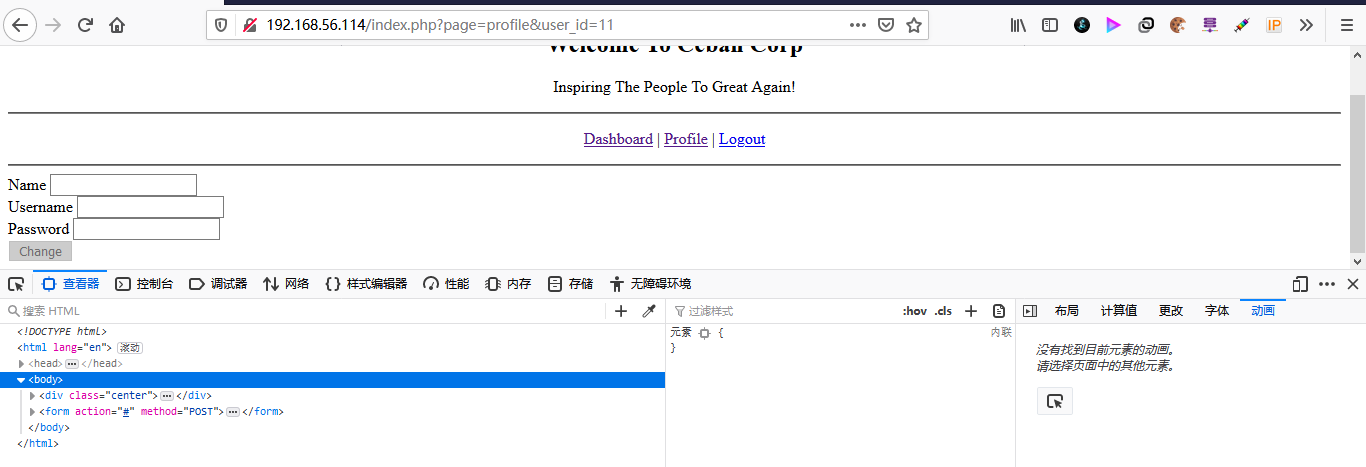 192.168.56.114/index.php?page=profile&user_id=11
Welcome To Ceban Corp
Inspiring The People To Great Again!
Dashboard | Profile | Logout
Name
Username
Password
Change
查看器 控制台 调试器 网络 样式编辑器 性能 内存 存储 无障碍环境
搜索 HTML
过滤样式 :hov .cls
布局 计算值 更改 字体 动画
<!DOCTYPE html>
<html lang="en"> 滚动
<head> </head>
<body>
<div class="center"> </div>
<form action="#" method="POST"> </form>
</body>
</html>
元素 { 内联
}
没有找到目前元素的动画。
请选择页面中的其他元素。